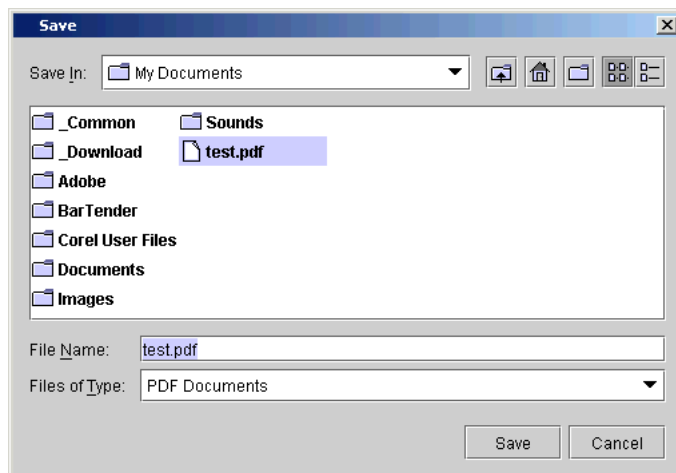 Save
Save In: My Documents
_Common Sounds
_Download test.pdf
Adobe
BarTender
Corel User Files
Documents
Images
File Name: test.pdf
Files of Type: PDF Documents
Save Cancel